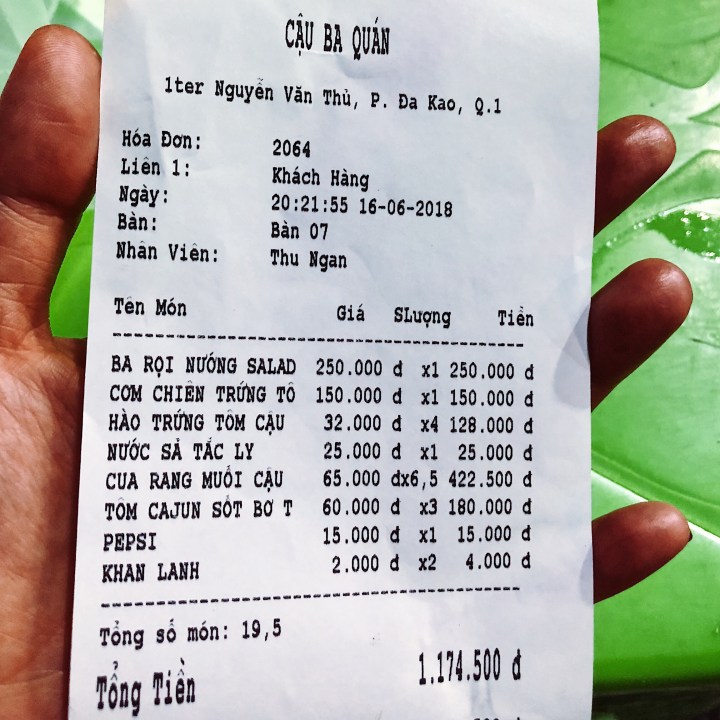 CẬU BA QUÁN
1ter Nguyễn Văn Thủ, P. Đa Kao, Q.1
Hóa Đơn: 2064
Liên 1: Khách Hàng
Ngày: 20:21:55 16-06-2018
Bàn: Bàn 07
Nhân Viên: Thu Ngan
Tên Món Giá SLượng Tiền
BA RỌI NƯỚNG SALAD 250.000 đ x1 250.000 đ
CƠM CHIÊN TRỨNG TÔ 150.000 đ x1 150.000 đ
HÀO TRỨNG TÔM CẬU 32.000 đ x4 128.000 đ
NƯỚC SẢ TẮC LY 25.000 đ x1 25.000 đ
CUA RANG MUỐI CẬU 65.000 đx6,5 422.500 đ
TÔM CAJUN SỐT BƠ T 60.000 đ x3 180.000 đ
PEPSI 15.000 đ x1 15.000 đ
KHAN LANH 2.000 đ x2 4.000 đ
Tổng số món: 19,5
Tổng Tiền 1.174.500 đ